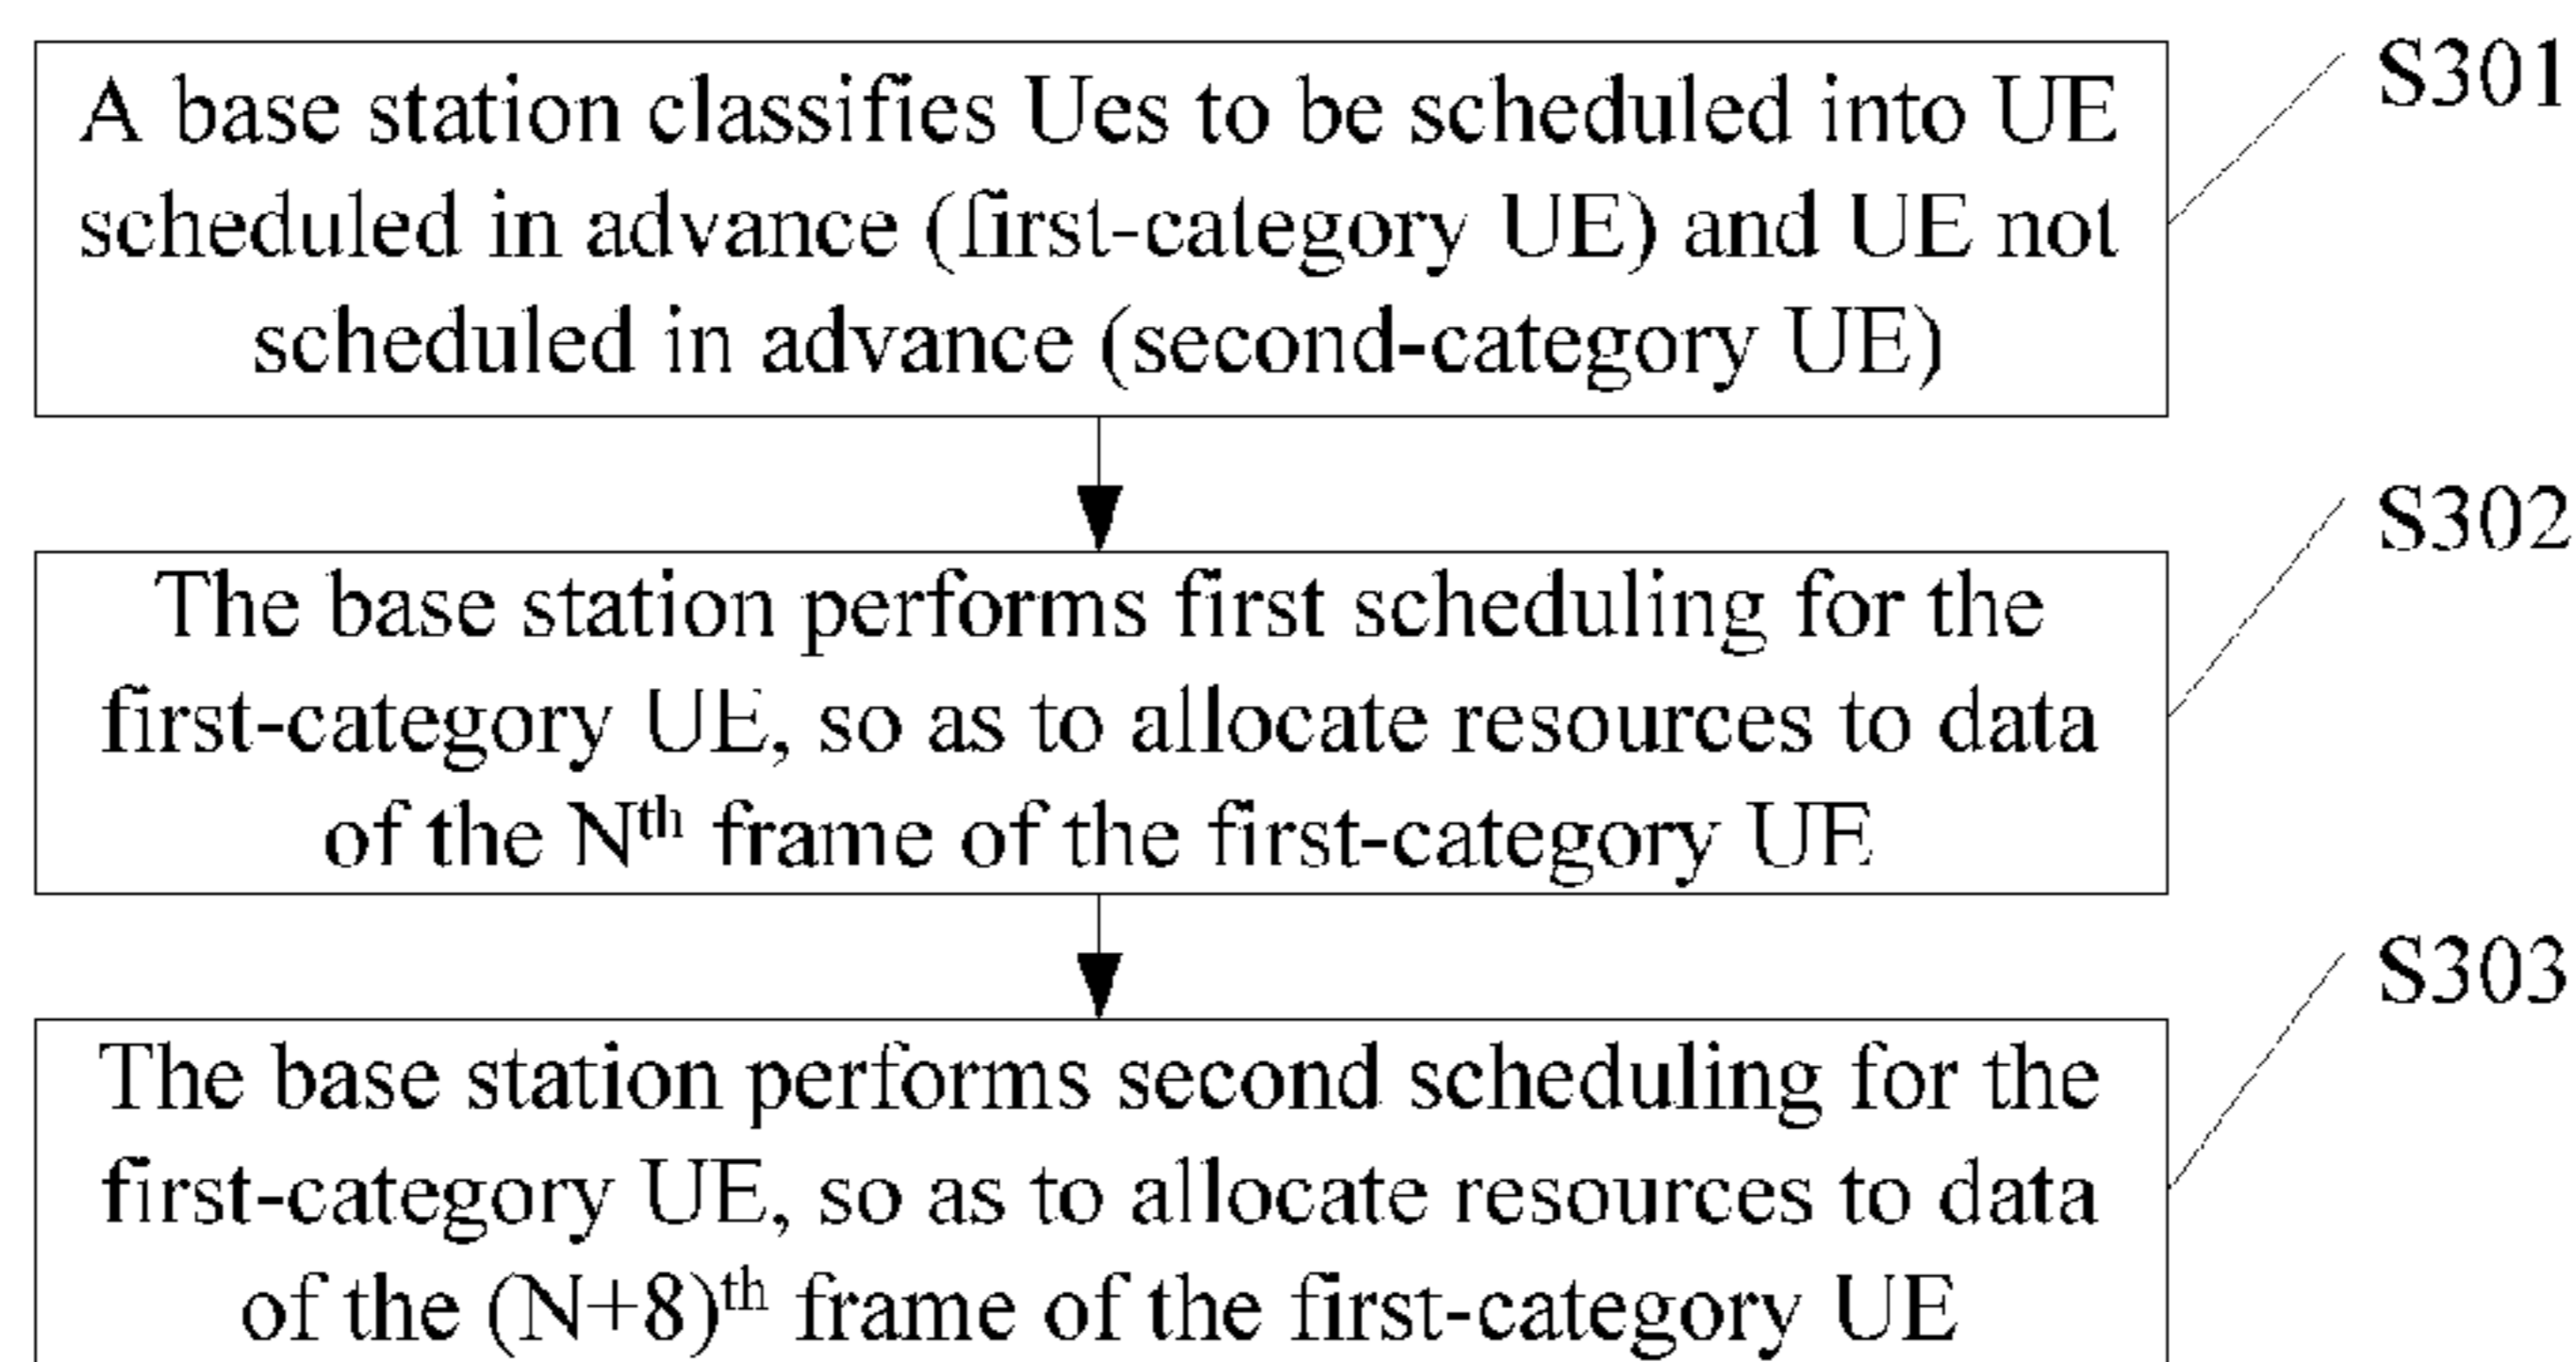 A base station classifies Ues to be scheduled into UE
scheduled in advance (first-category UE) and UE not
scheduled in advance (second-category UE)
S301
The base station performs first scheduling for the
first-category UE, so as to allocate resources to data
of the Nth frame of the first-category UE
S302
The base station performs second scheduling for the
first-category UE, so as to allocate resources to data
of the (N+8)th frame of the first-category UE
S303